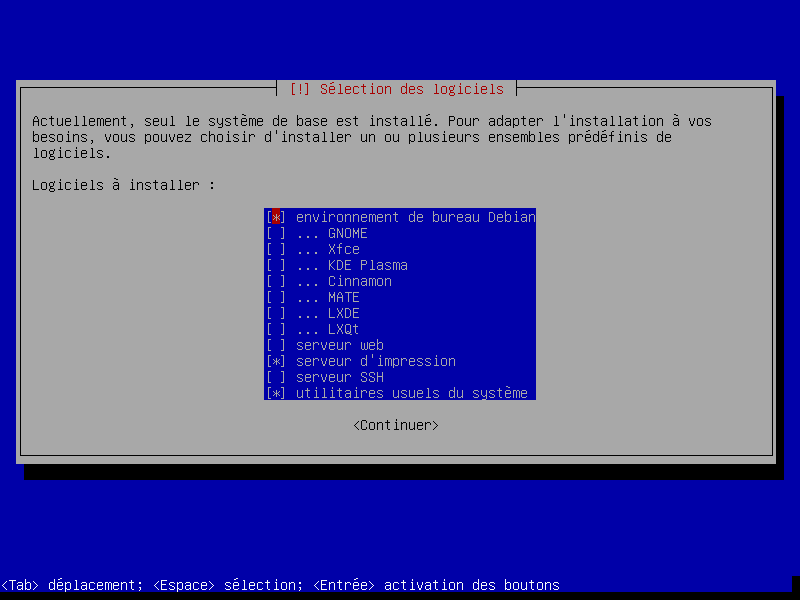 [!] Sélection des logiciels
Actuellement, seul le système de base est installé. Pour adapter l'installation à vos
besoins, vous pouvez choisir d'installer un ou plusieurs ensembles prédéfinis de
logiciels.
Logiciels à installer :
[*] environnement de bureau Debian
[ ] ... GNOME
[ ] ... Xfce
[ ] ... KDE Plasma
[ ] ... Cinnamon
[ ] ... MATE
[ ] ... LXDE
[ ] ... LXQt
[ ] serveur web
[*] serveur d'impression
[ ] serveur SSH
[*] utilitaires usuels du système
<Continuer>
<Tab> déplacement; <Espace> sélection; <Entrée> activation des boutons